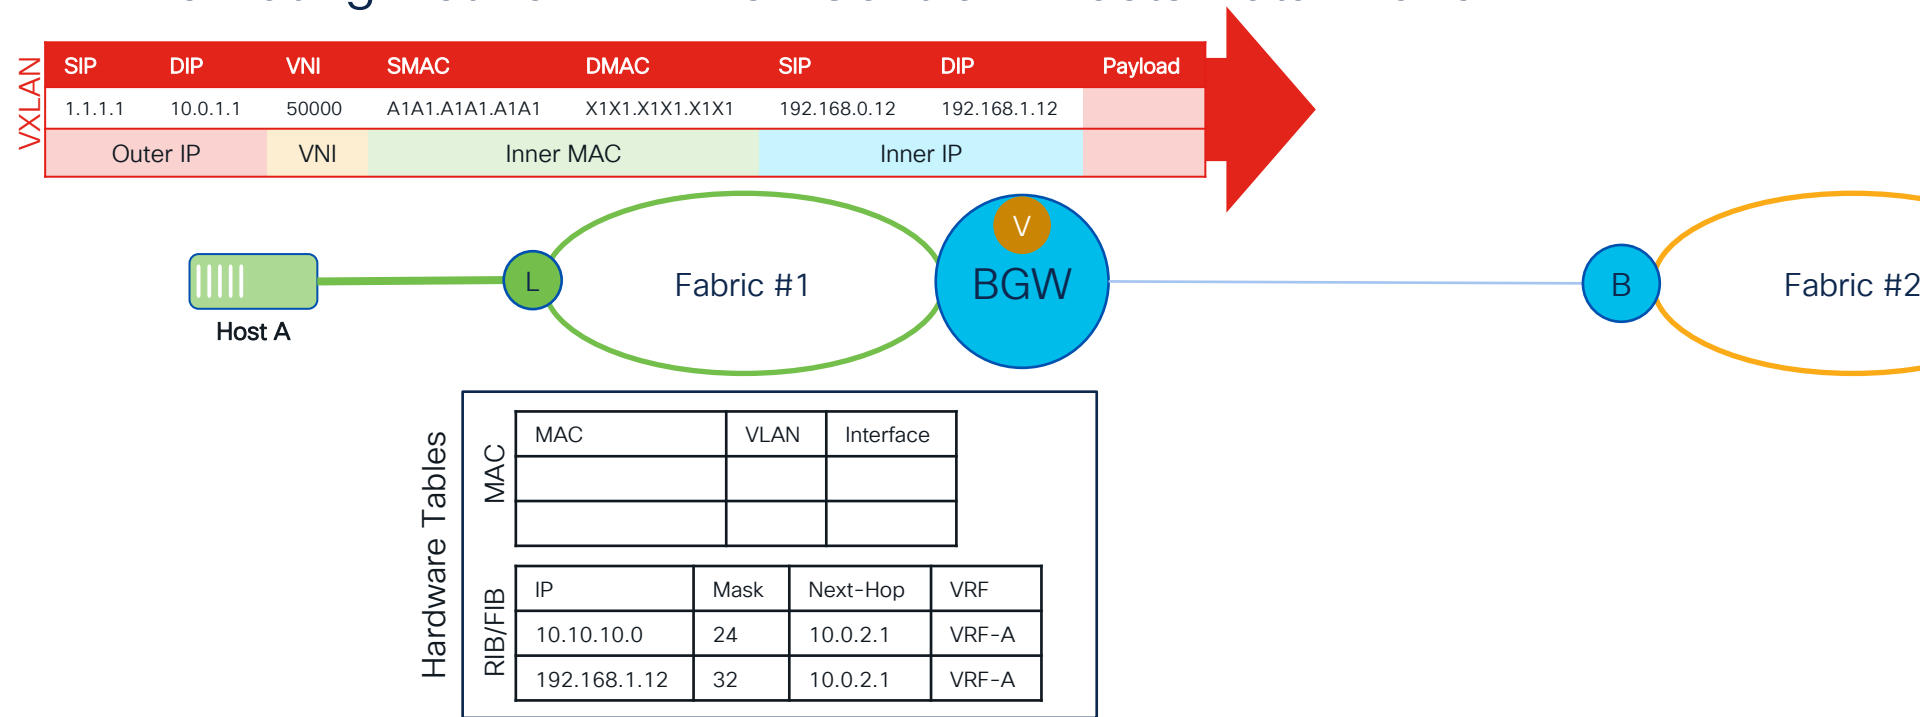 VXLAN
SIP DIP VNI SMAC DMAC SIP DIP Payload
1.1.1.1 10.0.1.1 50000 A1A1.A1A1.A1A1 X1X1.X1X1.X1X1 192.168.0.12 192.168.1.12
Outer IP VNI Inner MAC Inner IP
V
L
Fabric #1
BGW
B
Fabric #2
Host A
Hardware Tables
MAC
MAC VLAN Interface
RIB/FIB
IP Mask Next-Hop VRF
10.10.10.0 24 10.0.2.1 VRF-A
192.168.1.12 32 10.0.2.1 VRF-A